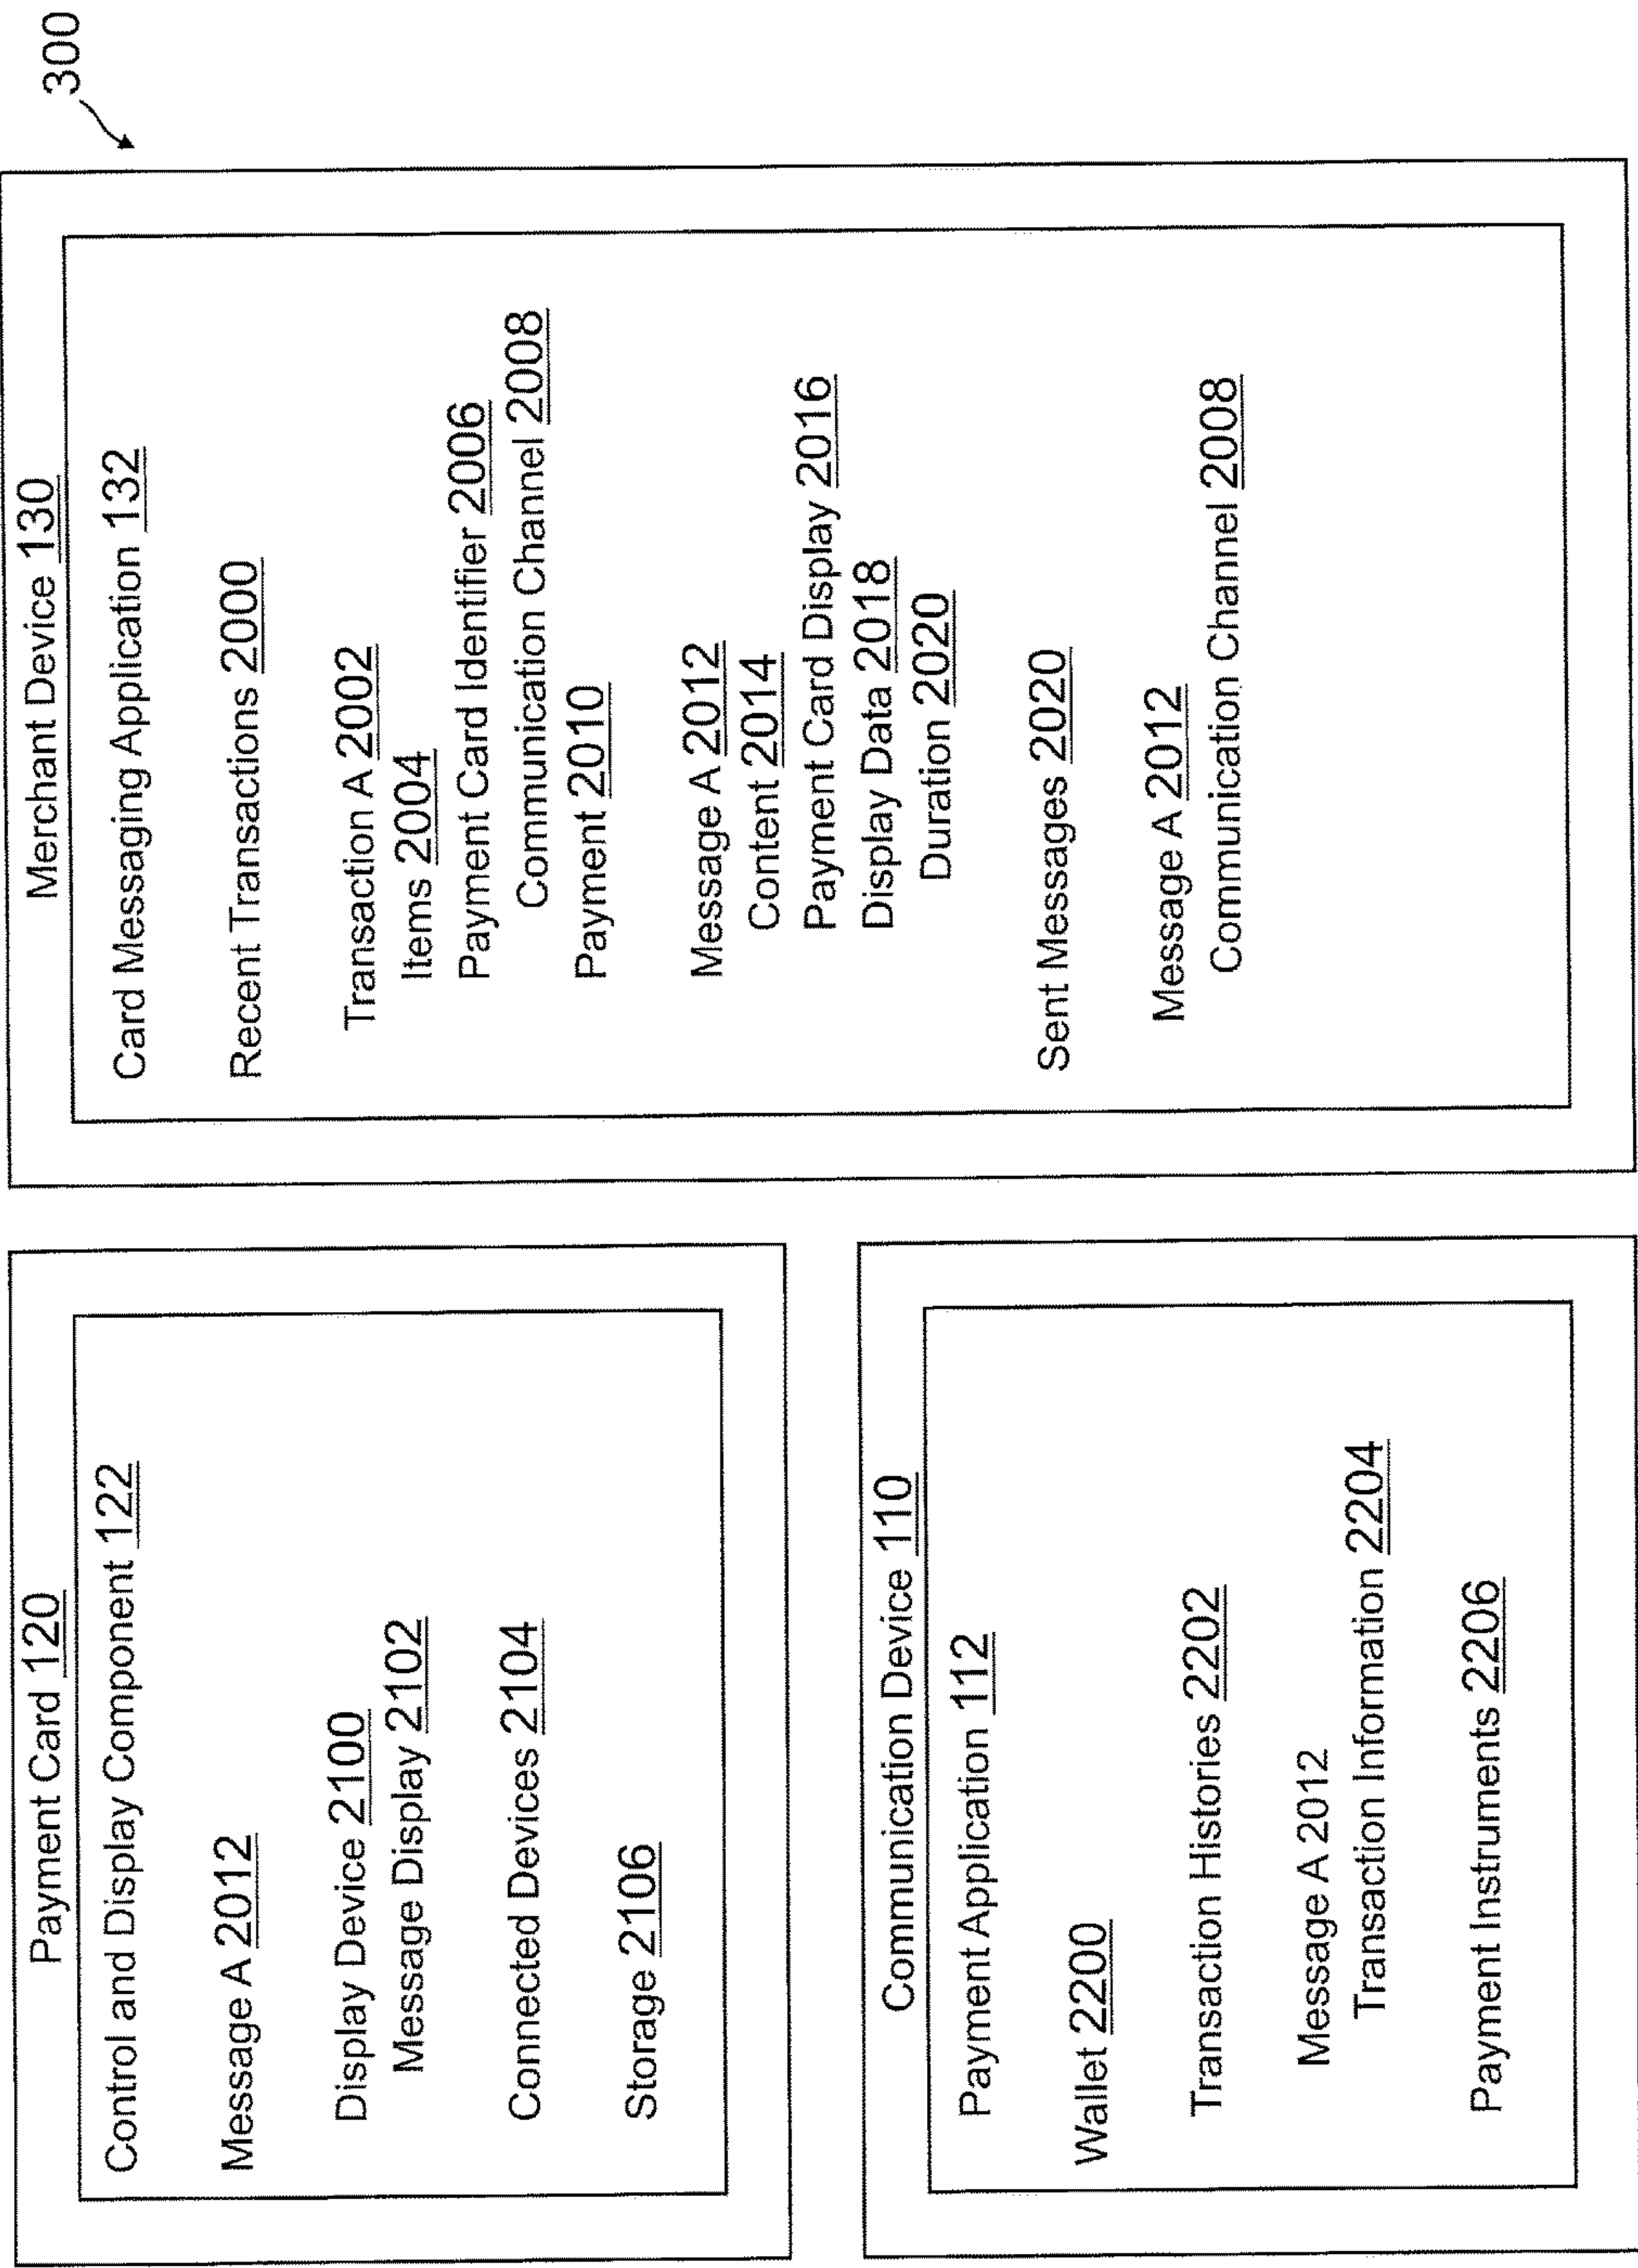 300
Payment Card 120
Control and Display Component 122
Message A 2012
Display Device 2100
Message Display 2102
Connected Devices 2104
Storage 2106
Communication Device 110
Payment Application 112
Wallet 2200
Transaction Histories 2202
Message A 2012
Transaction Information 2204
Payment Instruments 2206
Merchant Device 130
Card Messaging Application 132
Recent Transactions 2000
Transaction A 2002
Items 2004
Payment Card Identifier 2006
Communication Channel 2008
Payment 2010
Message A 2012
Content 2014
Payment Card Display 2016
Display Data 2018
Duration 2020
Sent Messages 2020
Message A 2012
Communication Channel 2008